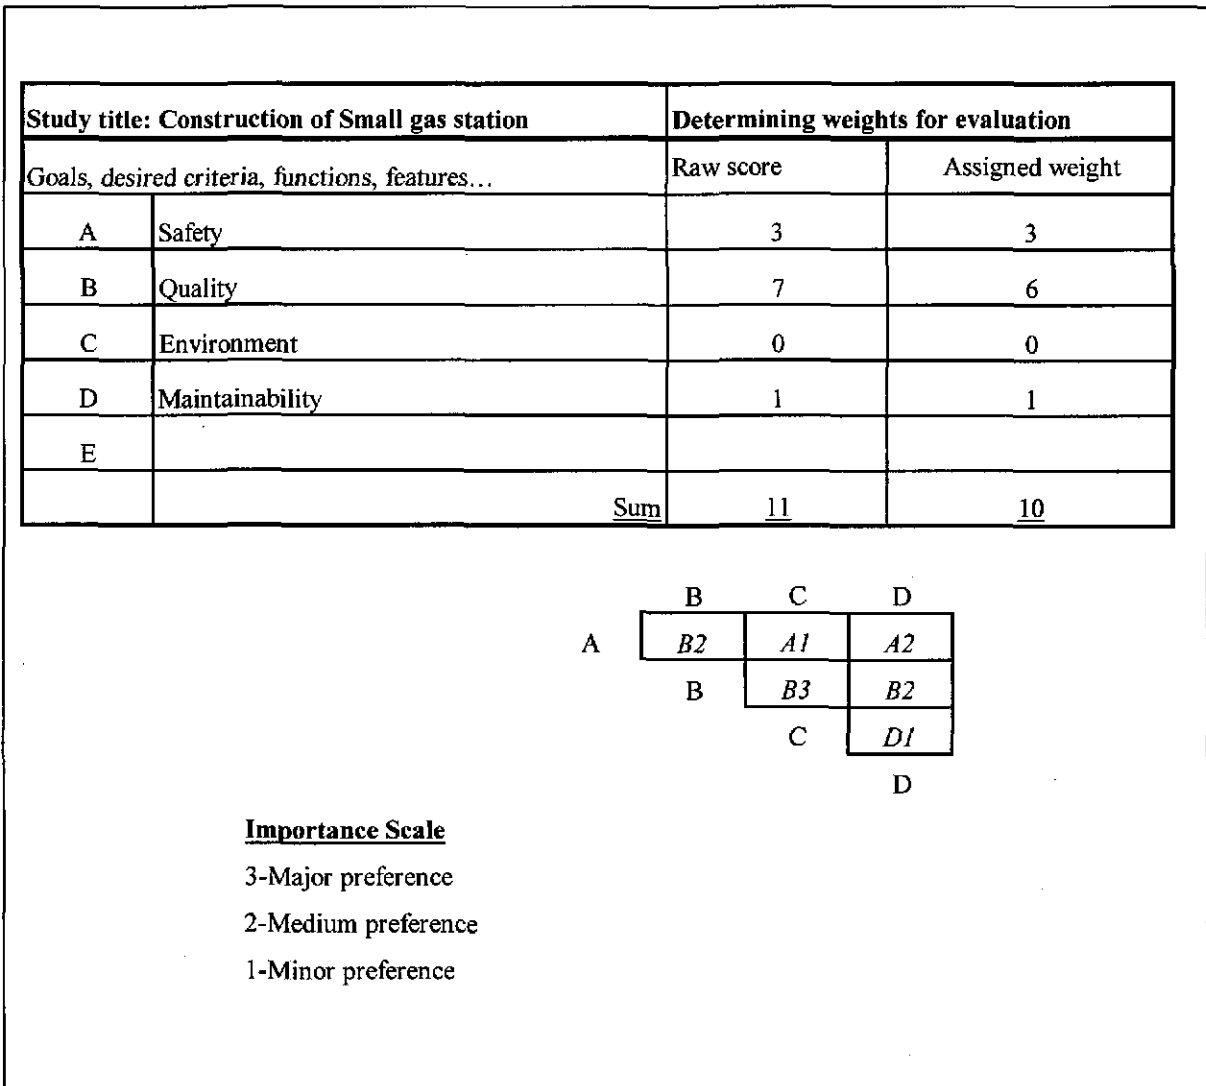 Study title: Construction of Small gas station Determining weights for evaluation
Goals, desired criteria, functions, features... Raw score Assigned weight
A Safety 3 3
B Quality 7 6
C Environment 0 0
D Maintainability 1 1
E
Sum 11 10
B C D
A B2 A1 A2
B B3 B2
C D1
D
Importance Scale
3-Major preference
2-Medium preference
1-Minor preference